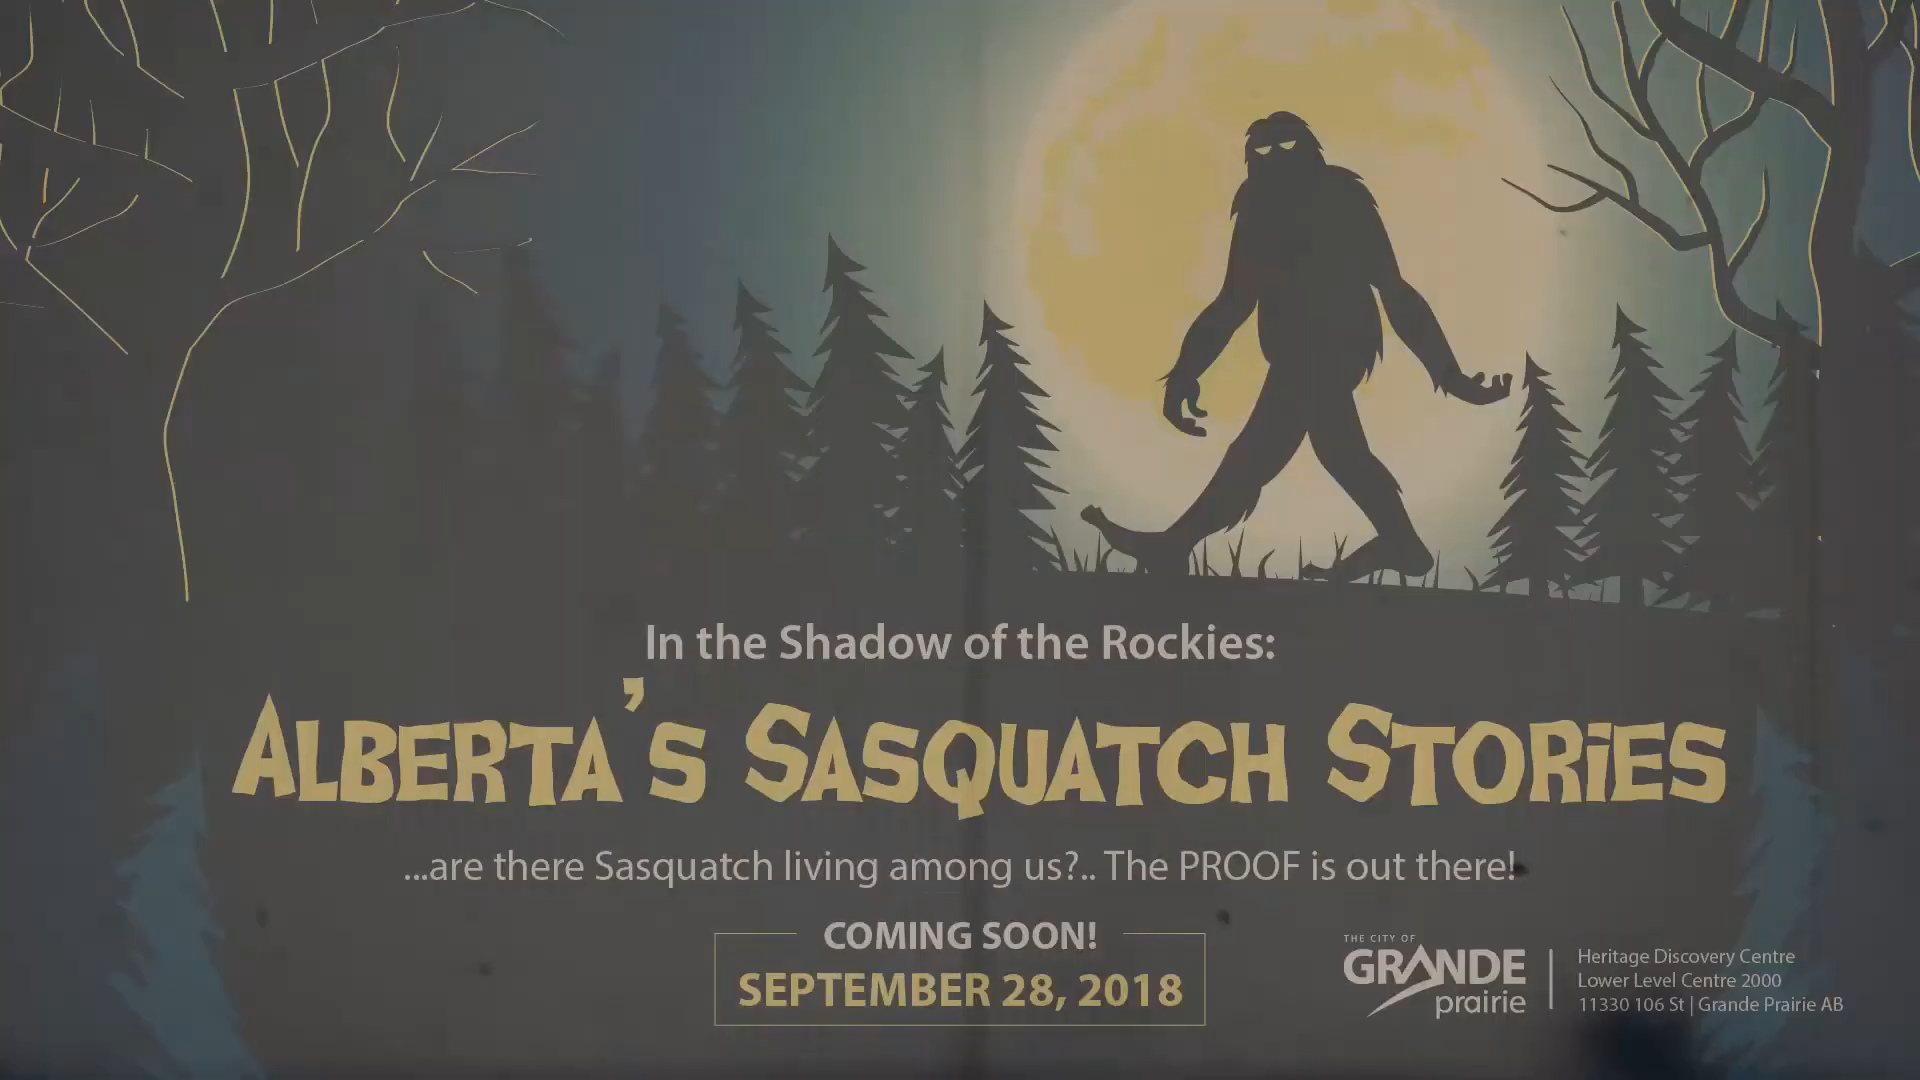 In the Shadow of the Rockies:
ALBERTA'S SASQUATCH STORiES
...are there Sasquatch living among us?.. The PROOF is out there!
COMING SOON!
SEPTEMBER 28, 2018
THE CITY OF
GRANDE
prairie
Heritage Discovery Centre
Lower Level Centre 2000
11330 106 St | Grande Prairie AB